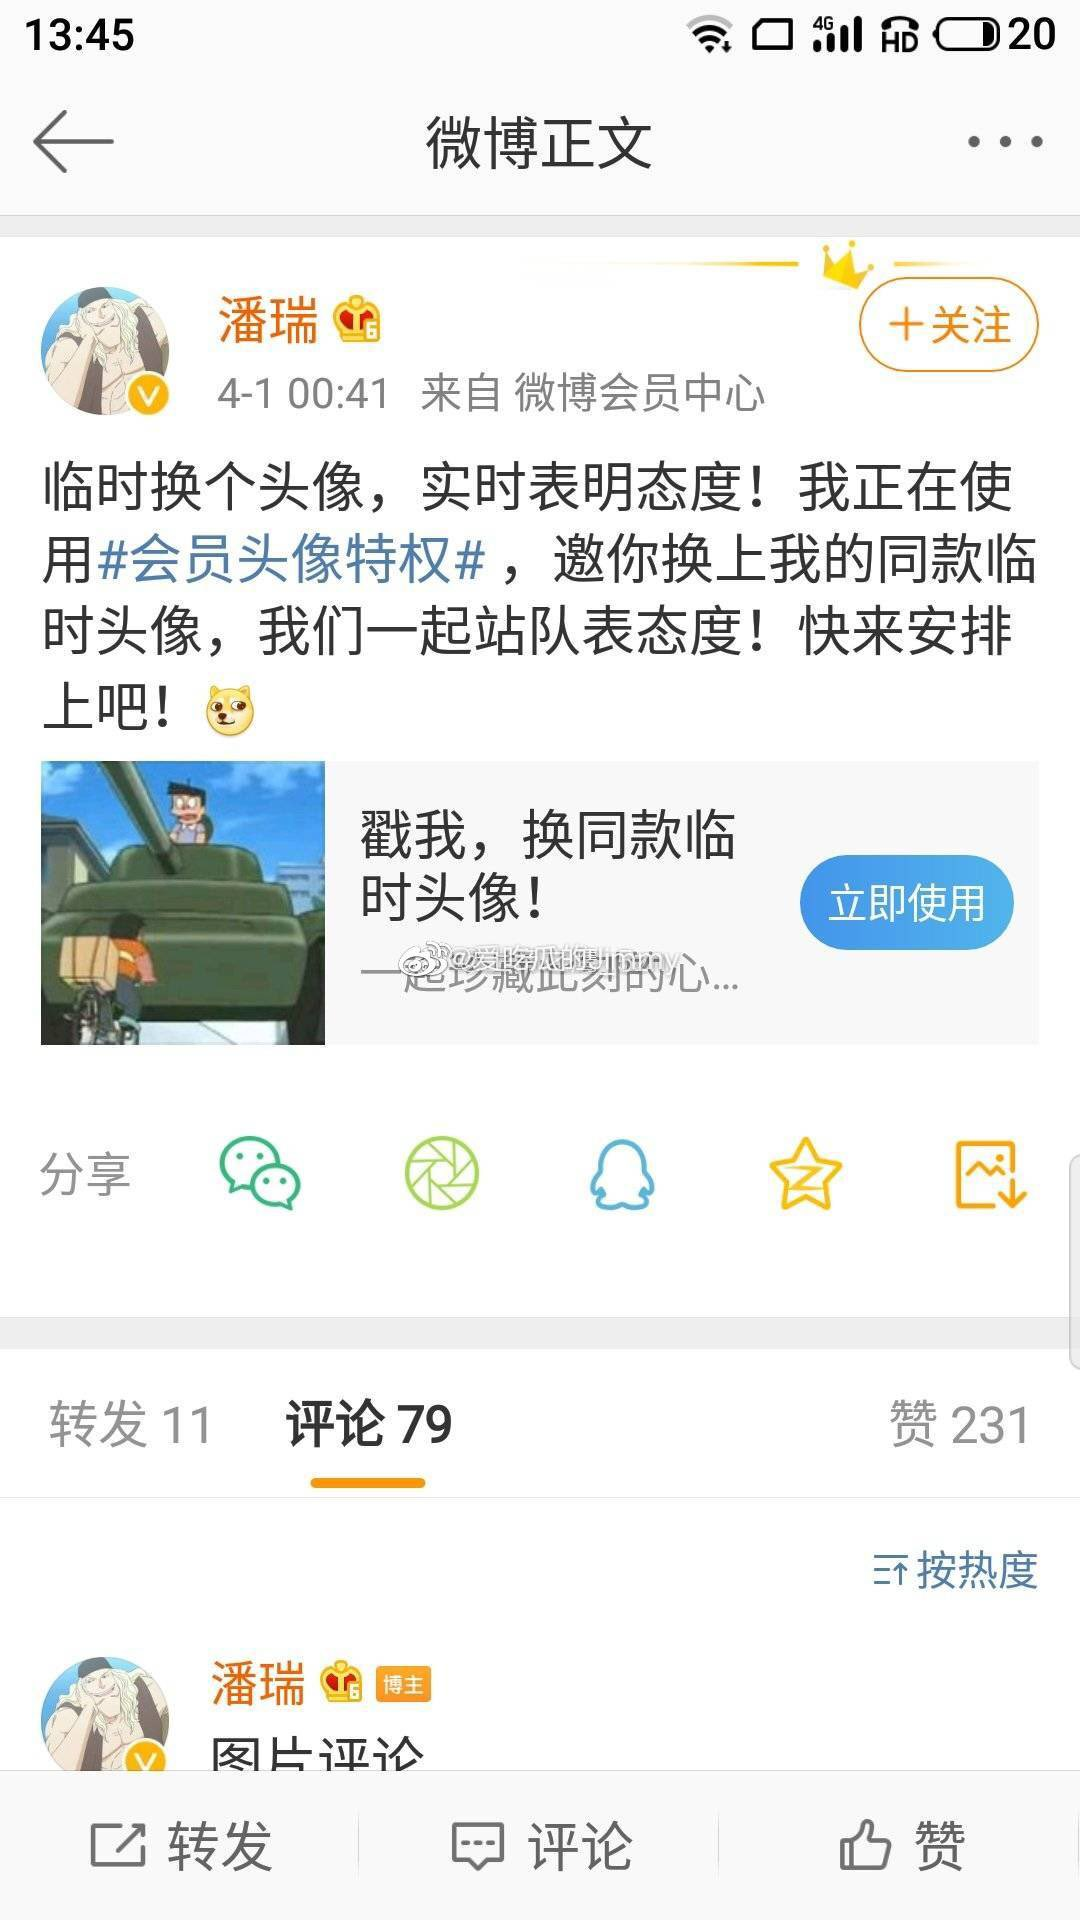 13:45
4G
HD
20
微博正文
潘瑞
6
+关注
4-1 00:41 来自 微博会员中心
临时换个头像，实时表明态度！我正在使
用#会员头像特权#，邀你换上我的同款临
时头像，我们一起站队表态度！快来安排
上吧！
戳我，换同款临
时头像！
立即使用
一起珍藏此刻的心...
分享
转发 11
评论 79
赞 231
按热度
潘瑞
6
博主
图片评论
转发
评论
赞